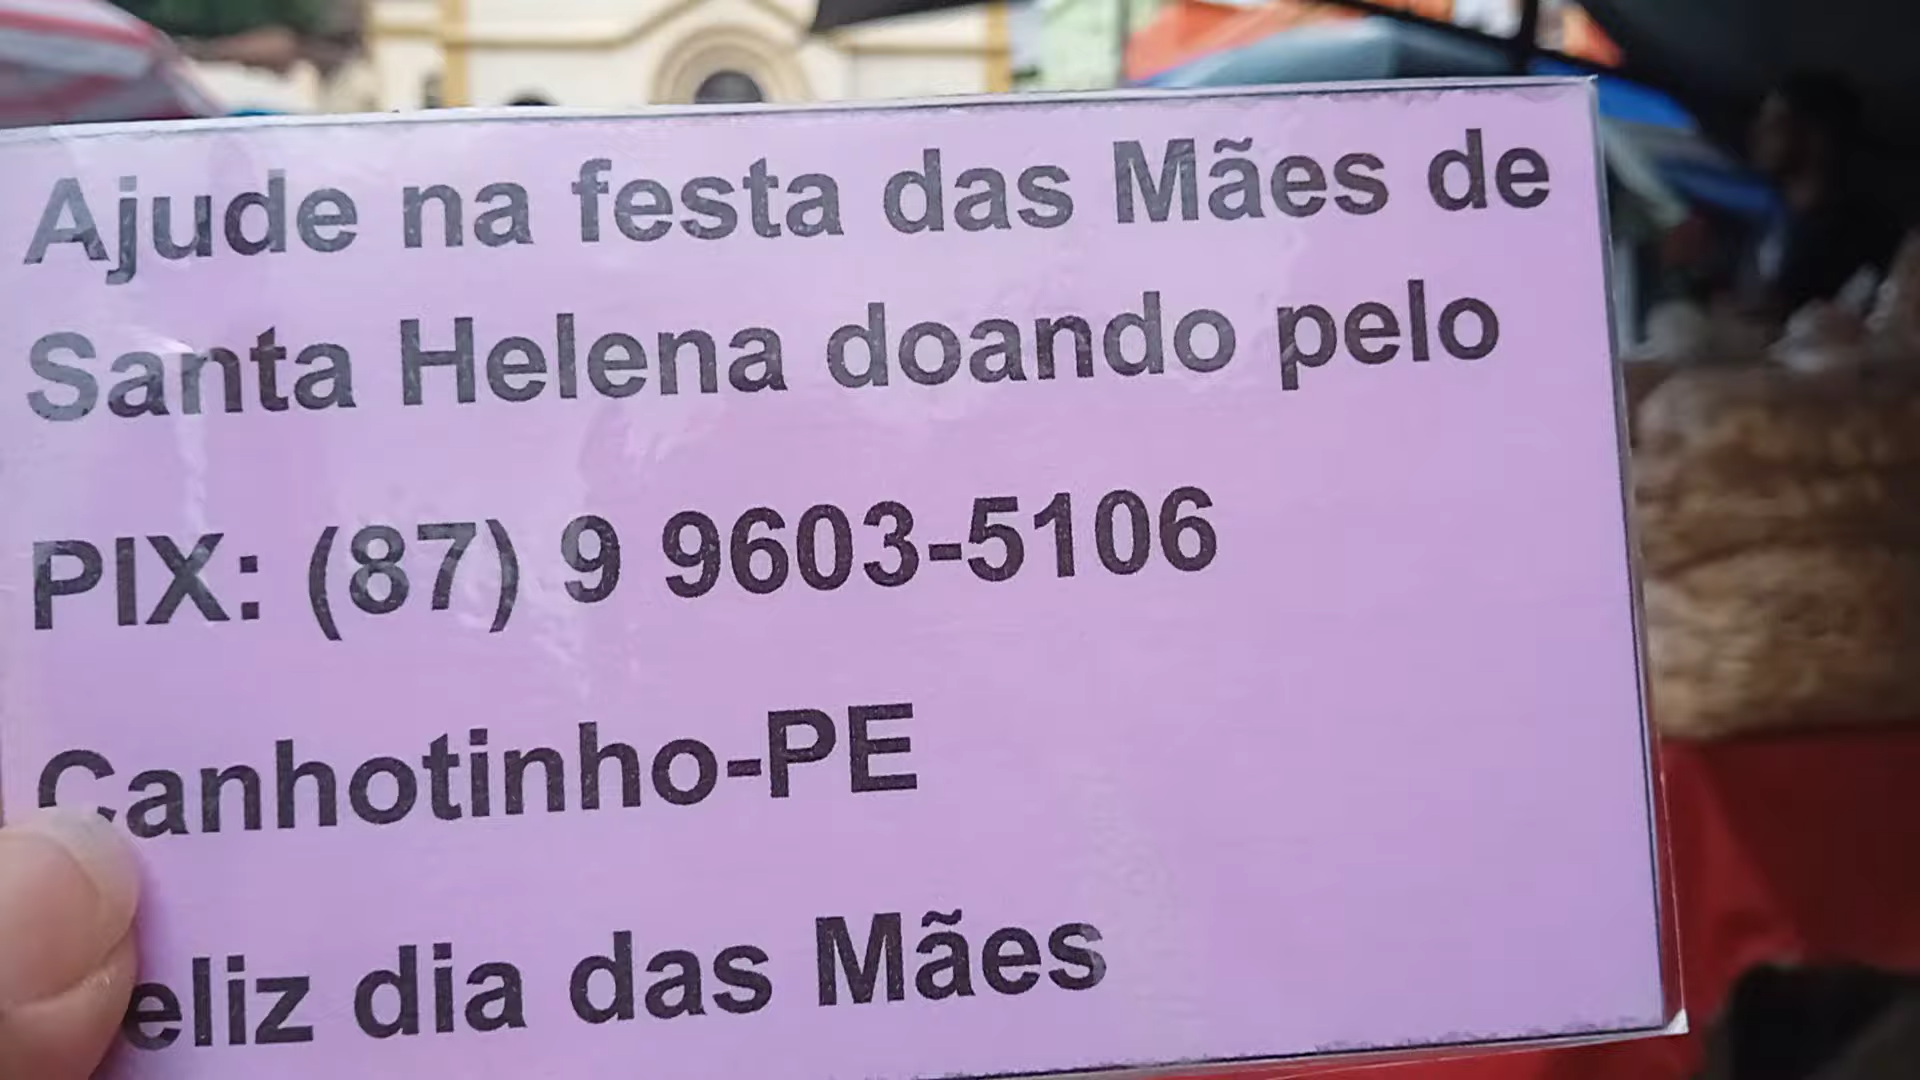 Ajude na festa das Mães de
Santa Helena doando pelo
PIX: (87) 9 9603-5106
Canhotinho-PE
eliz dia das Mães